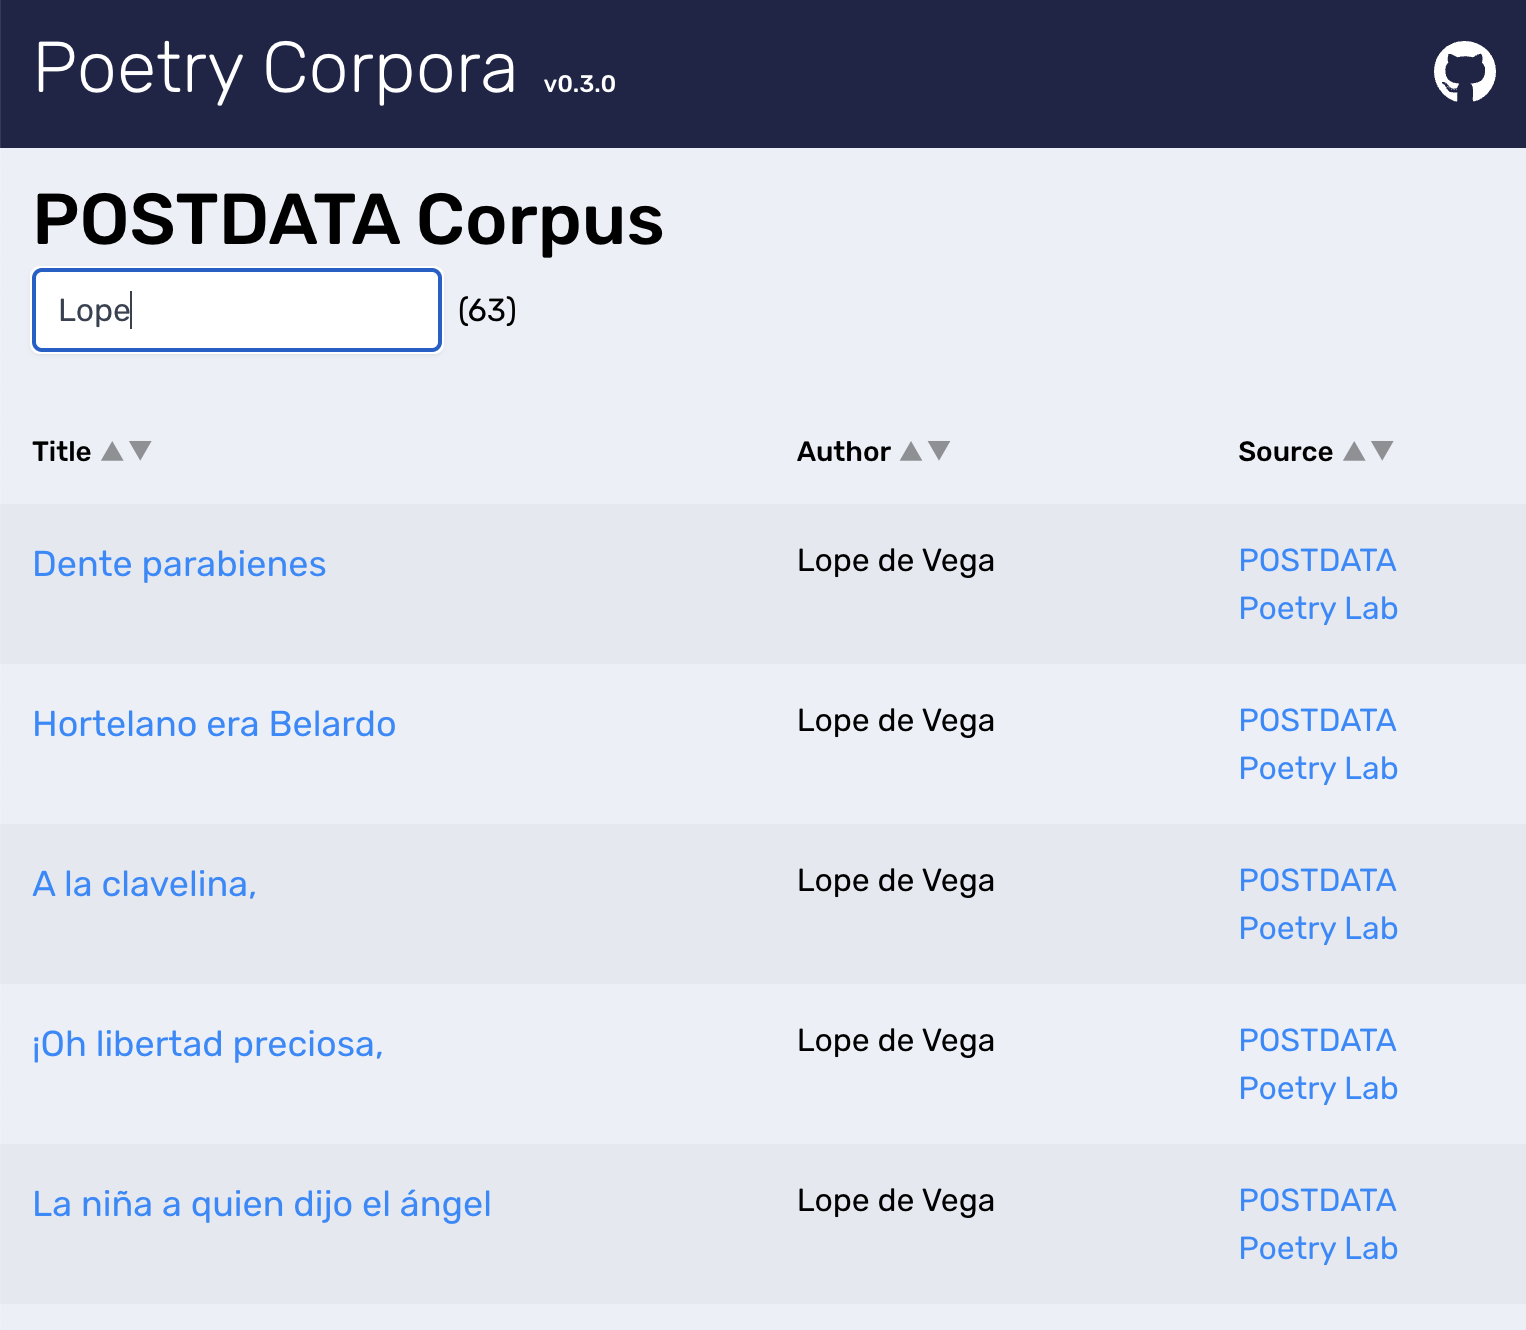 Poetry Corpora v0.3.0
POSTDATA Corpus
Lope (63)
Title ▲▼ Author ▲▼ Source ▲▼
Dente parabienes Lope de Vega POSTDATA
Poetry Lab
Hortelano era Belardo Lope de Vega POSTDATA
Poetry Lab
A la clavelina, Lope de Vega POSTDATA
Poetry Lab
¡Oh libertad preciosa, Lope de Vega POSTDATA
Poetry Lab
La niña a quien dijo el ángel Lope de Vega POSTDATA
Poetry Lab